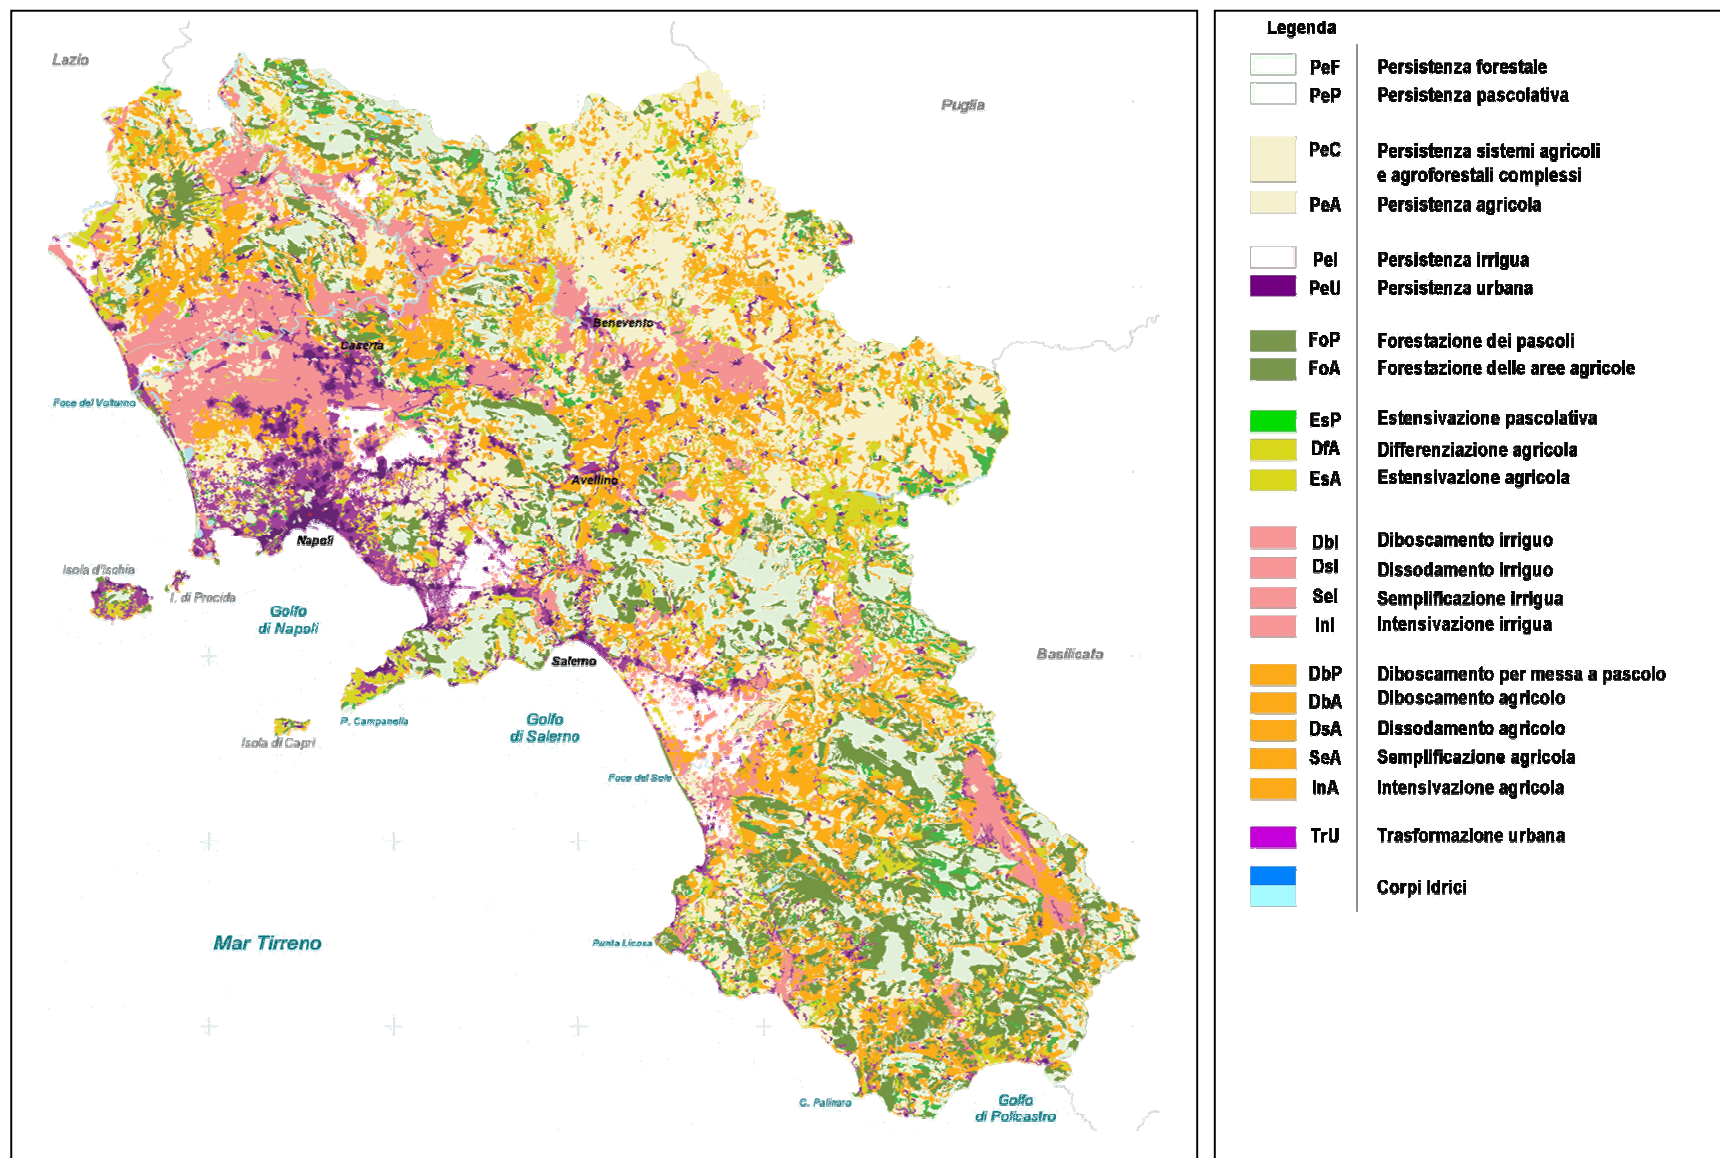 Lazio
Puglia
Benevento
Caserta
Foce del Volturno
Avellino
Napoli
Isola d'Ischia
I. di Procida
Golfo
di Napoli
Salerno
Basilicata
P. Campanella
Golfo
di Salerno
Isola di Capri
Foce del Sele
Mar Tirreno
Punta Licosa
C. Palinuro
Golfo
di Policastro
Legenda
PeF Persistenza forestale
PeP Persistenza pascolativa
PeC Persistenza sistemi agricoli
e agroforestali complessi
PeA Persistenza agricola
PeI Persistenza irrigua
PeU Persistenza urbana
FoP Forestazione dei pascoli
FoA Forestazione delle aree agricole
EsP Estensivazione pascolativa
DfA Differenziazione agricola
EsA Estensivazione agricola
DbI Diboscamento irriguo
DsI Dissodamento irriguo
SeI Semplificazione irrigua
InI Intensivazione irrigua
DbP Diboscamento per messa a pascolo
DbA Diboscamento agricolo
DsA Dissodamento agricolo
SeA Semplificazione agricola
InA Intensivazione agricola
TrU Trasformazione urbana
Corpi Idrici